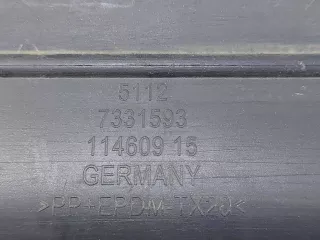 5112
7331593
114609 15
GERMANY
>PP+EPDM-TX20<